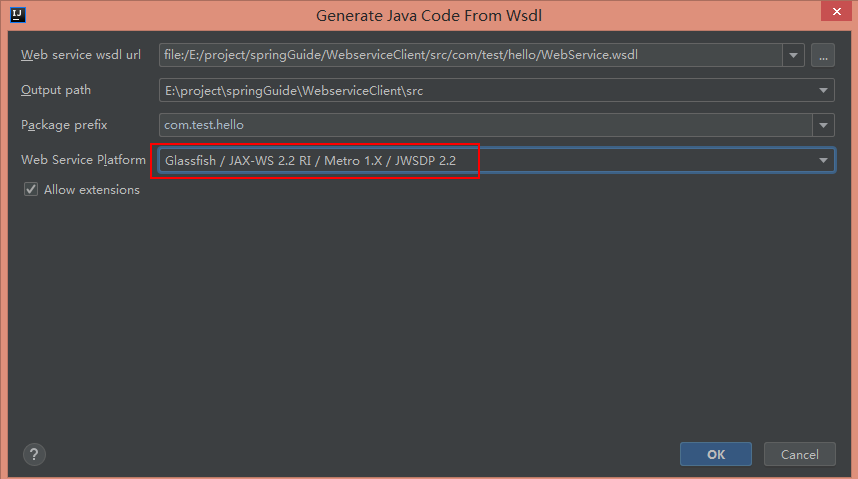 IJ
Generate Java Code From Wsdl
Web service wsdl url file:/E:/project/springGuide/WebserviceClient/src/com/test/hello/WebService.wsdl ...
Output path E:\project\springGuide\WebserviceClient\src
Package prefix com.test.hello
Web Service Platform Glassfish / JAX-WS 2.2 RI / Metro 1.X / JWSDP 2.2
Allow extensions
? OK Cancel